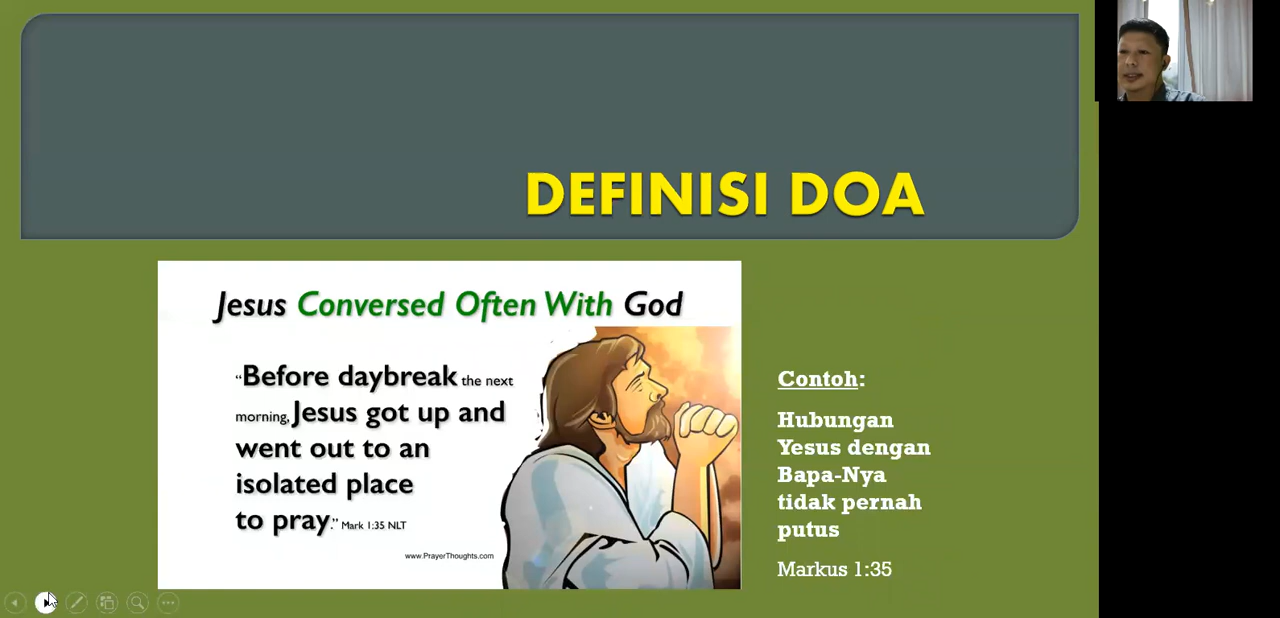 DEFINISI DOA
Jesus Conversed Often With God
“Before daybreak the next
morning, Jesus got up and
went out to an
isolated place
to pray.” Mark 1:35 NLT
www.PrayerThoughts.com
Contoh:
Hubungan
Yesus dengan
Bapa-Nya
tidak pernah
putus
Markus 1:35